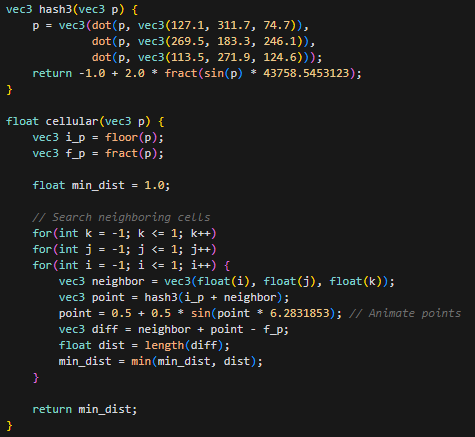 vec3 hash3(vec3 p) {
    p = vec3(dot(p, vec3(127.1, 311.7, 74.7)),
             dot(p, vec3(269.5, 183.3, 246.1)),
             dot(p, vec3(113.5, 271.9, 124.6)));
    return -1.0 + 2.0 * fract(sin(p) * 43758.5453123);
}

float cellular(vec3 p) {
    vec3 i_p = floor(p);
    vec3 f_p = fract(p);

    float min_dist = 1.0;

    // Search neighboring cells
    for(int k = -1; k <= 1; k++)
    for(int j = -1; j <= 1; j++)
    for(int i = -1; i <= 1; i++) {
        vec3 neighbor = vec3(float(i), float(j), float(k));
        vec3 point = hash3(i_p + neighbor);
        point = 0.5 + 0.5 * sin(point * 6.2831853); // Animate points
        vec3 diff = neighbor + point - f_p;
        float dist = length(diff);
        min_dist = min(min_dist, dist);
    }

    return min_dist;
}